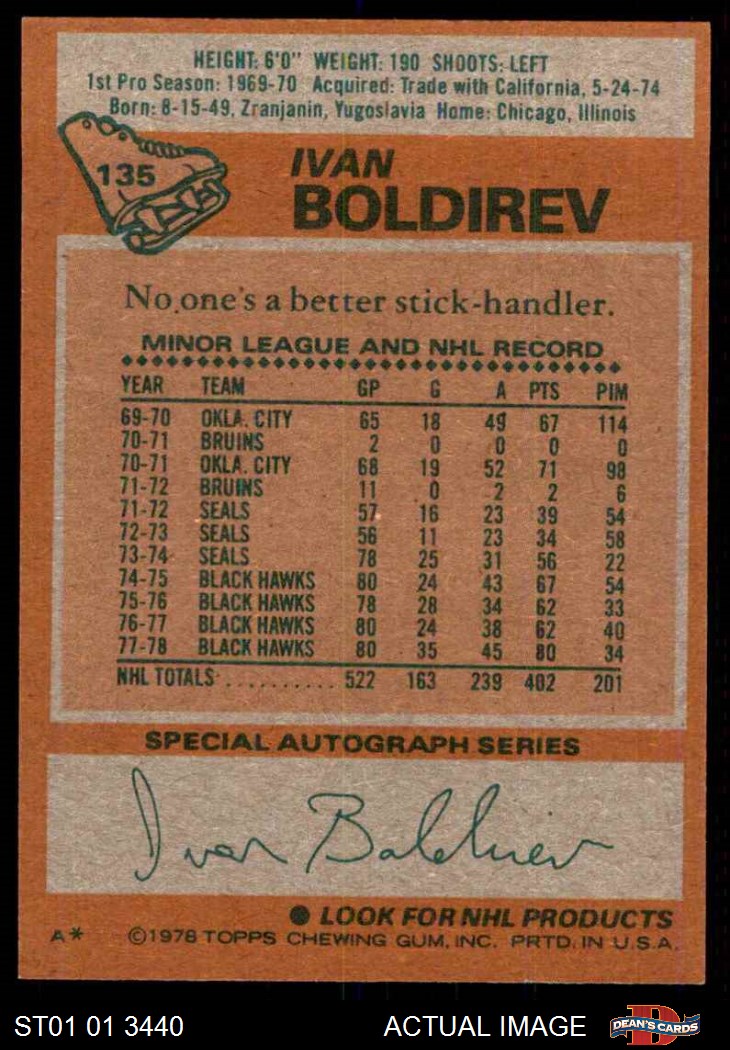 HEIGHT: 6'0" WEIGHT: 190 SHOOTS: LEFT
1st Pro Season: 1969-70 Acquired: Trade with California, 5-24-74
Born: 8-15-49, Zranjanin, Yugoslavia Home: Chicago, Illinois
135
IVAN
BOLDIREV
No one's a better stick-handler.
MINOR LEAGUE AND NHL RECORD
YEAR TEAM GP G A PTS PIM
69-70 OKLA. CITY 65 18 49 67 114
70-71 BRUINS 2 0 0 0 0
70-71 OKLA. CITY 68 19 52 71 98
71-72 BRUINS 11 0 2 2 6
71-72 SEALS 57 16 23 39 54
72-73 SEALS 56 11 23 34 58
73-74 SEALS 78 25 31 56 22
74-75 BLACK HAWKS 80 24 43 67 54
75-76 BLACK HAWKS 78 28 34 62 33
76-77 BLACK HAWKS 80 24 38 62 40
77-78 BLACK HAWKS 80 35 45 80 34
NHL TOTALS .......... 522 163 239 402 201
SPECIAL AUTOGRAPH SERIES
Ivan Boldirev
● LOOK FOR NHL PRODUCTS
A* ©1978 TOPPS CHEWING GUM, INC. PRTD. IN U.S.A.
ST01 01 3440 ACTUAL IMAGE DEAN'S CARDS